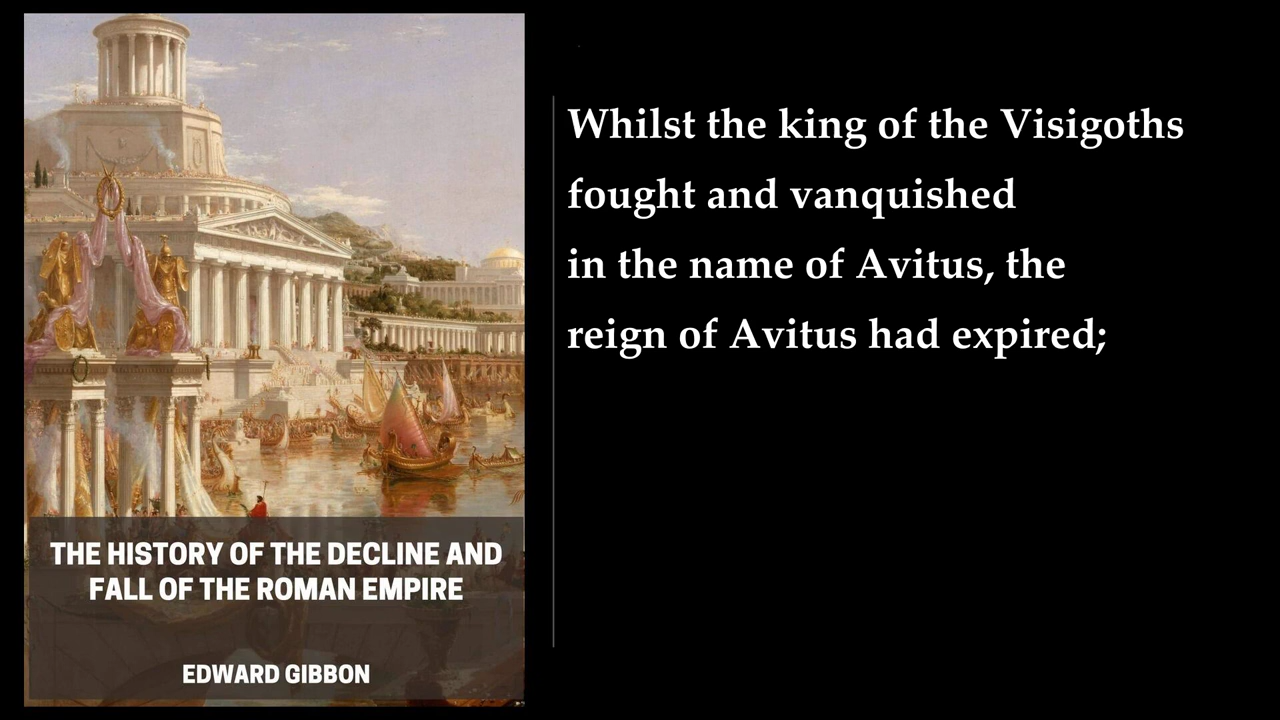 THE HISTORY OF THE DECLINE AND
FALL OF THE ROMAN EMPIRE
EDWARD GIBBON
Whilst the king of the Visigoths
fought and vanquished
in the name of Avitus, the
reign of Avitus had expired;